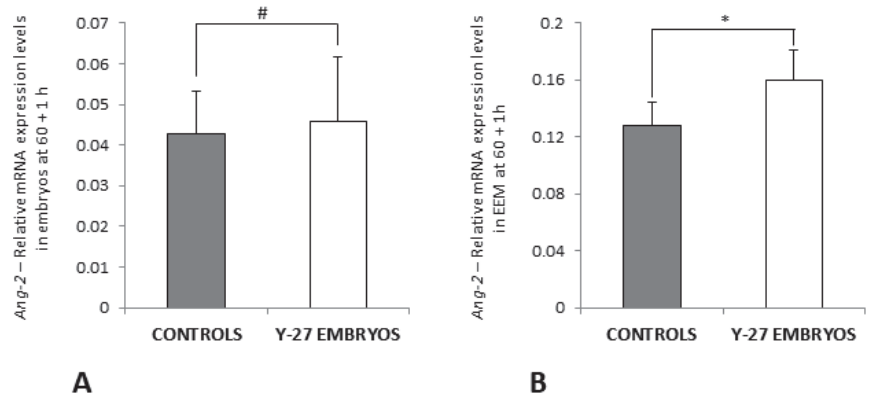 Ang-2 – Relative mRNA expression levels
in embryos at 60 + 1 h
0.07
0.06
0.05
0.04
0.03
0.02
0.01
0
#
CONTROLS
Y-27 EMBRYOS
A
Ang-2 – Relative mRNA expression levels
in EEM at 60 + 1h
0.2
0.16
0.12
0.08
0.04
0
*
CONTROLS
Y-27 EMBRYOS
B